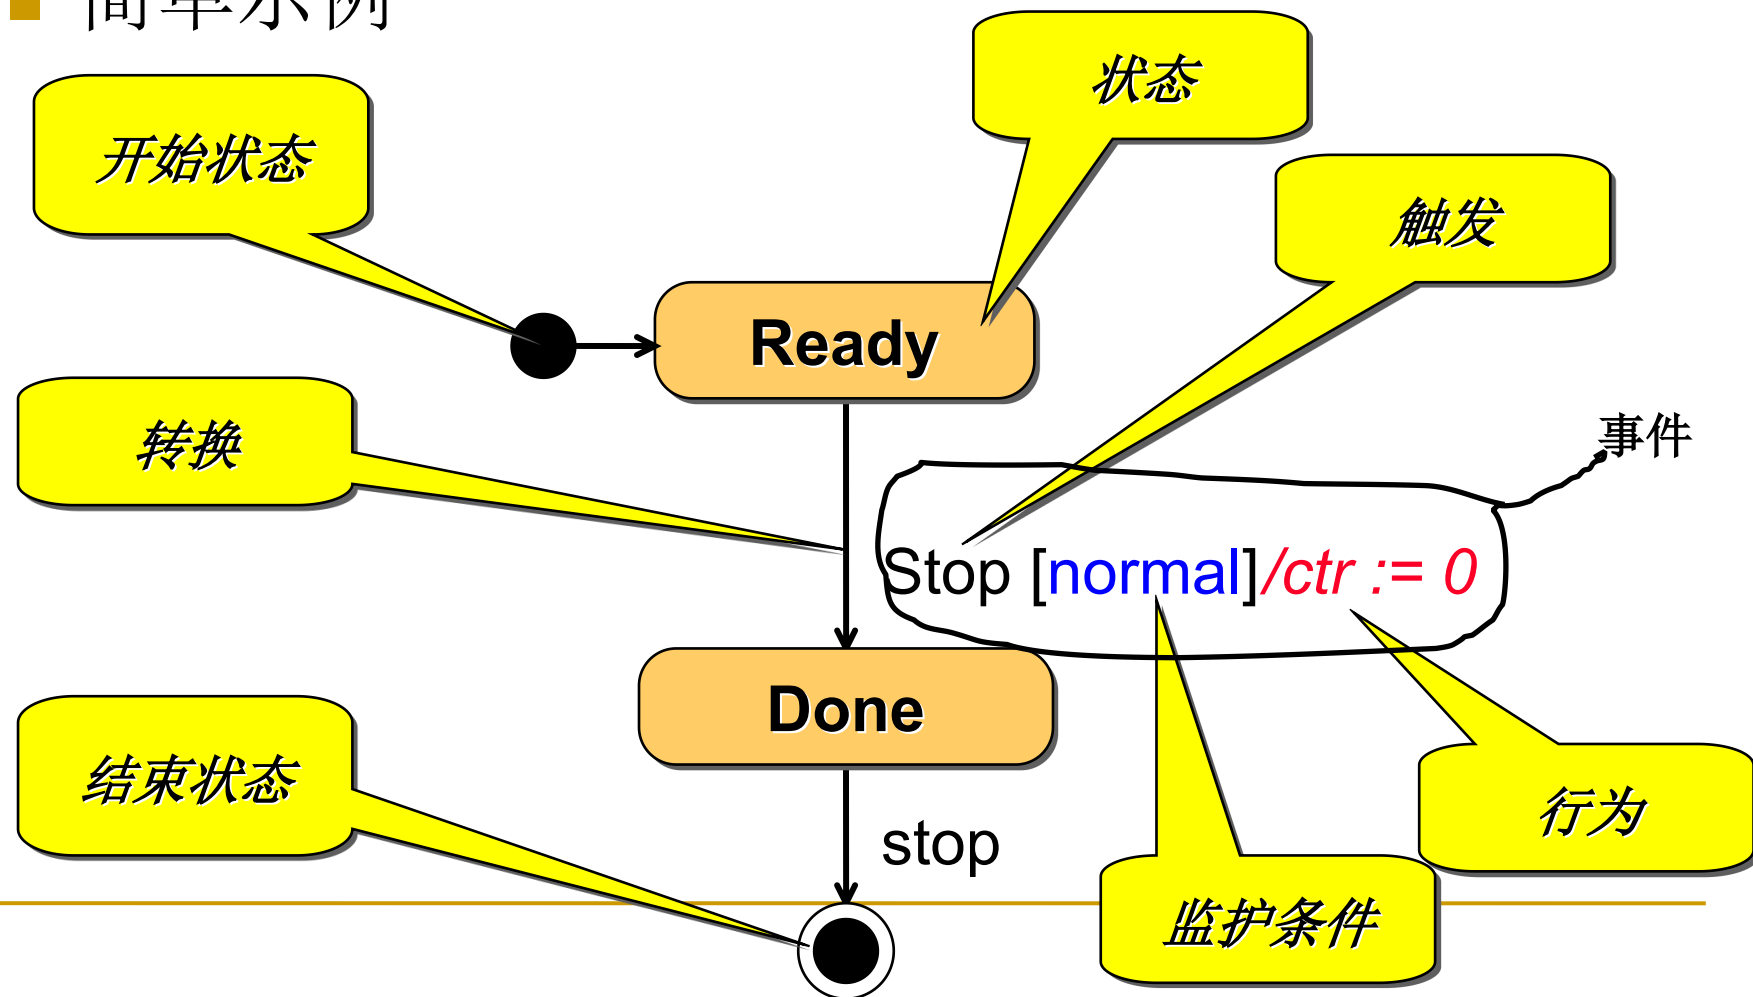 简单示例
状态
开始状态
触发
Ready
转换
事件
Stop [normal]/ctr := 0
Done
结束状态
行为
stop
监护条件